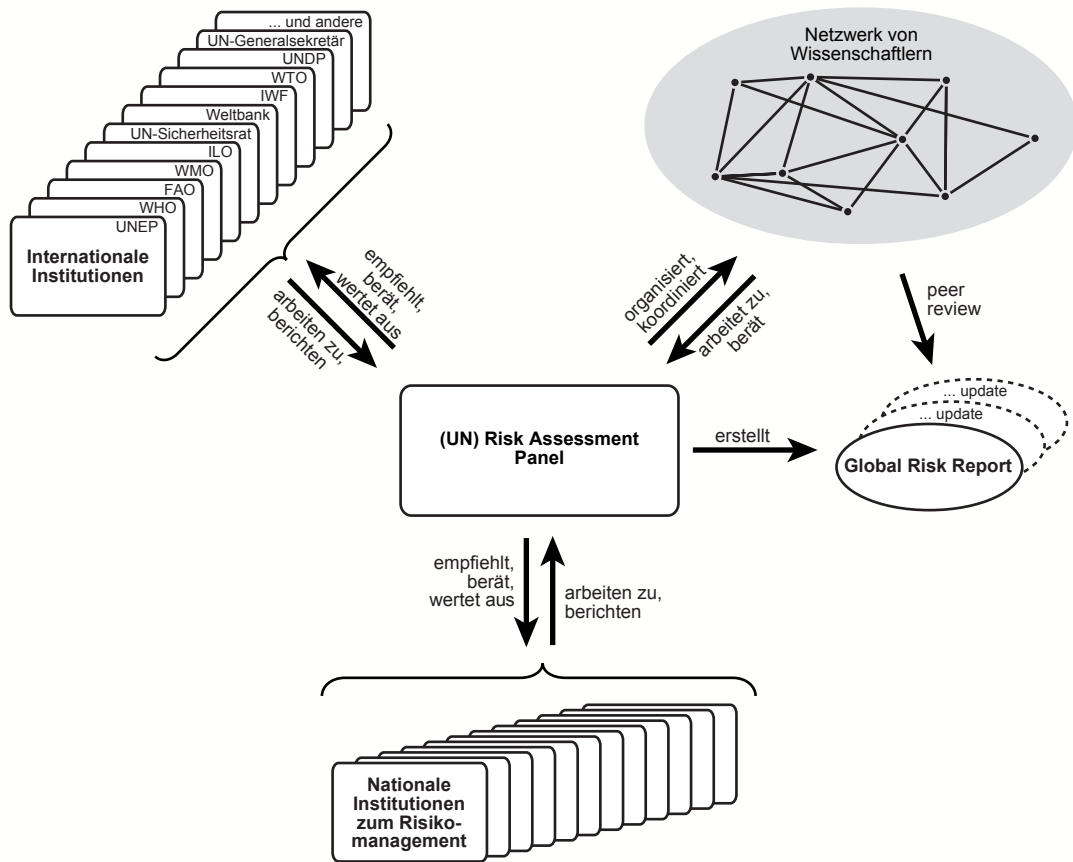 ... und andere
UN-Generalsekretär
UNDP
WTO
IWF
Weltbank
UN-Sicherheitsrat
ILO
WMO
FAO
WHO
UNEP
Internationale
Institutionen
Netzwerk von
Wissenschaftlern
empfiehlt,
berät,
wertet aus
arbeiten zu,
berichten
organisiert,
koordiniert
arbeitet zu,
berät
peer
review
... update
... update
Global Risk Report
(UN) Risk Assessment
Panel
erstellt
empfiehlt,
berät,
wertet aus
arbeiten zu,
berichten
Nationale
Institutionen
zum Risiko-
management